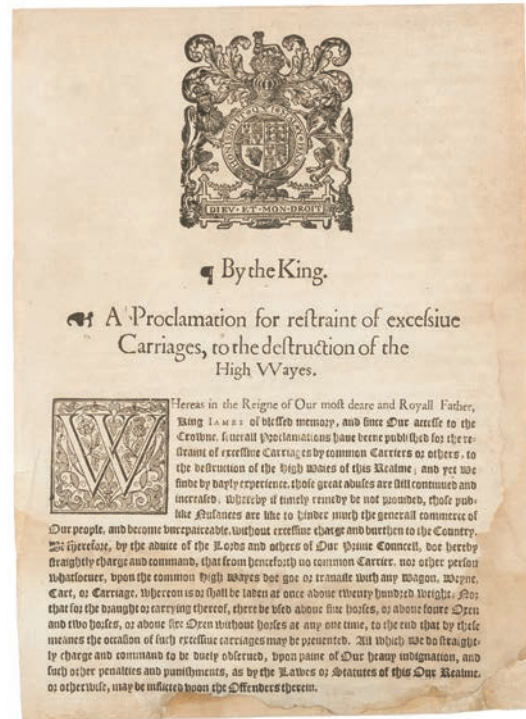 HONI SOIT QVI MAL Y PENSE
DIEV·ET·MON·DROIT
¶ By the King.
☙ A Proclamation for restraint of excessiue
Carriages, to the destruction of the
High VVayes.
WHereas in the Reigne of Our most deare and Royall Father,
King IAMES of blessed memory, and since Our accesse to the
Crowne, seuerall Proclamations haue beene published for the re-
straint of excessiue Carriages by common Carriers or others, to
the destruction of the High Waies of this Realme; and yet We
finde by dayly experience, those great abuses are still continued and
increased; whereby if timely remedy be not prouided, those pub-
like Nusances are like to hinder much the generall commerce of
Our people, and become vnrepaireable, without excessiue charge and burthen to the Country.
We therefore, by the aduice of the Lords and others of Our Priuie Councell, doe hereby
straightly charge and command, that from henceforth no common Carrier, nor other person
whatsoeuer, vpon the common High Wayes doe goe or trauaile with any Wagon, Weyne,
Cart, or Carriage, whereon is or shall be laden at once aboue twenty hundred weight; Nor
that for the draught or carrying thereof, there be vsed aboue fiue horses, or aboue foure Oxen
and two horses, or aboue sixe Oxen without horses at any one time, to the end that by these
meanes the occasion of such excessiue carriages may be preuented. All which We do straight-
ly charge and command to be duely obserued, vpon paine of Our heauy indignation, and
such other penalties and punishments, as by the Lawes or Statutes of this Our Realme,
or otherwise, may be inflicted vpon the Offenders therein.